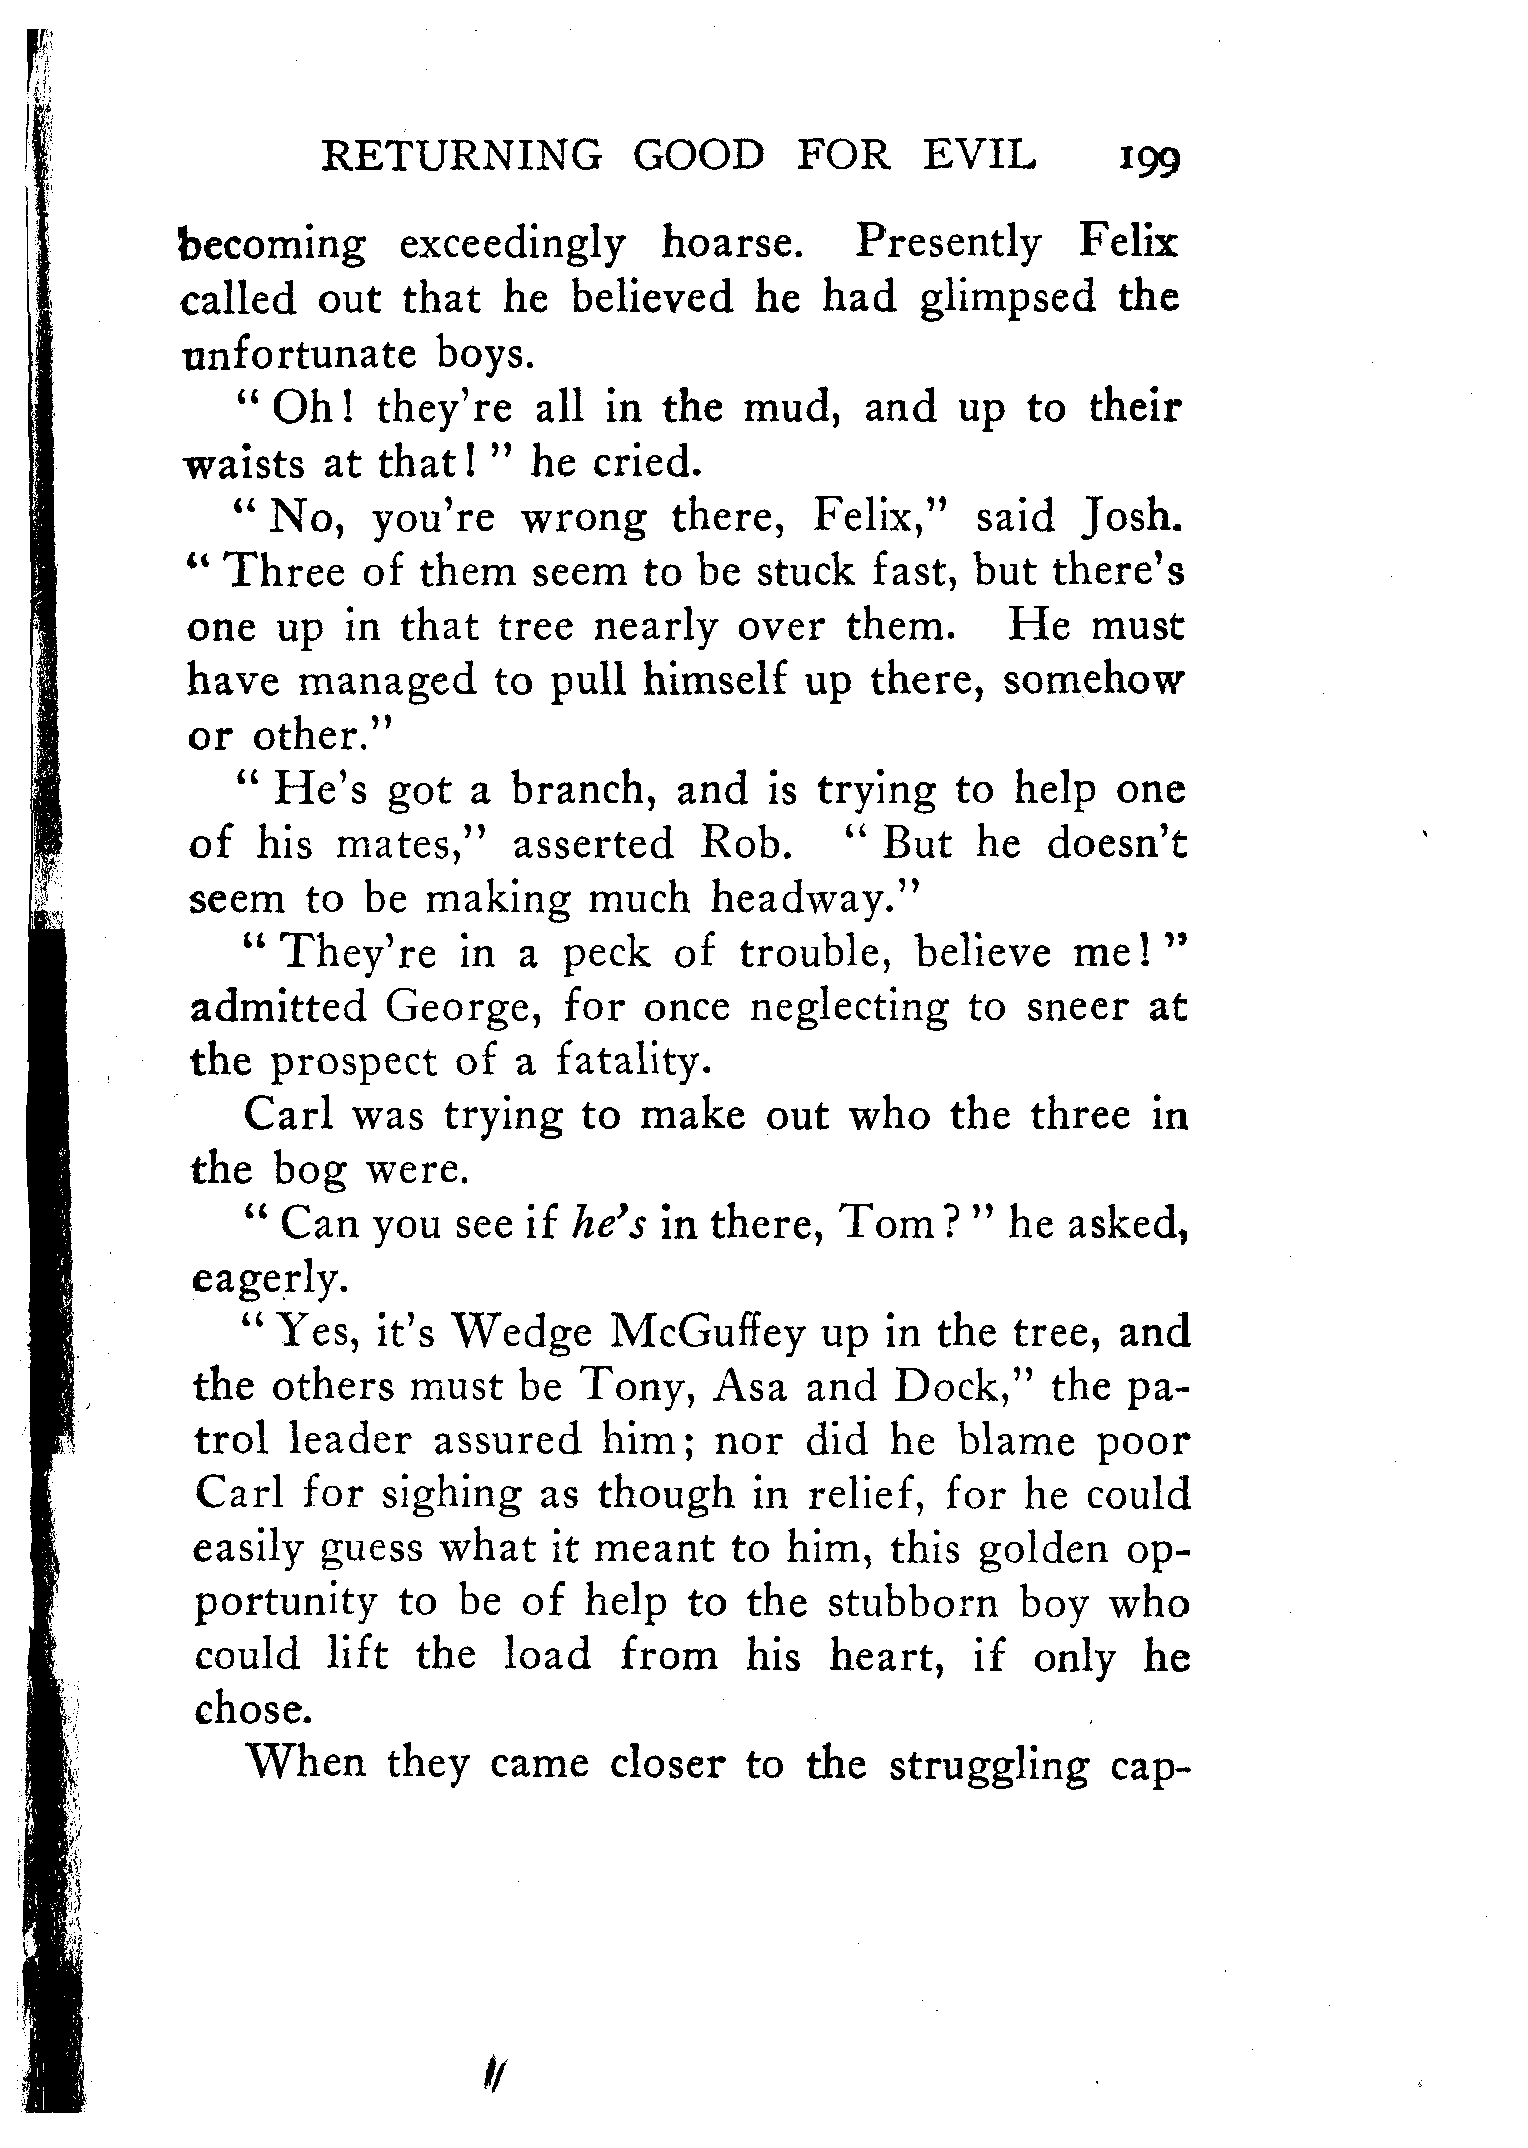 RETURNING GOOD FOR EVIL 199
becoming exceedingly hoarse. Presently Felix
called out that he believed he had glimpsed the
unfortunate boys.
“ Oh! they’re all in the mud, and up to their
waists at that! ” he cried.
“ No, you’re wrong there, Felix,” said Josh.
“ Three of them seem to be stuck fast, but there’s
one up in that tree nearly over them. He must
have managed to pull himself up there, somehow
or other.”
“ He’s got a branch, and is trying to help one
of his mates,” asserted Rob. “ But he doesn’t
seem to be making much headway.”
“ They’re in a peck of trouble, believe me! ”
admitted George, for once neglecting to sneer at
the prospect of a fatality.
Carl was trying to make out who the three in
the bog were.
“ Can you see if he’s in there, Tom? ” he asked,
eagerly.
“ Yes, it’s Wedge McGuffey up in the tree, and
the others must be Tony, Asa and Dock,” the pa-
trol leader assured him; nor did he blame poor
Carl for sighing as though in relief, for he could
easily guess what it meant to him, this golden op-
portunity to be of help to the stubborn boy who
could lift the load from his heart, if only he
chose.
When they came closer to the struggling cap-